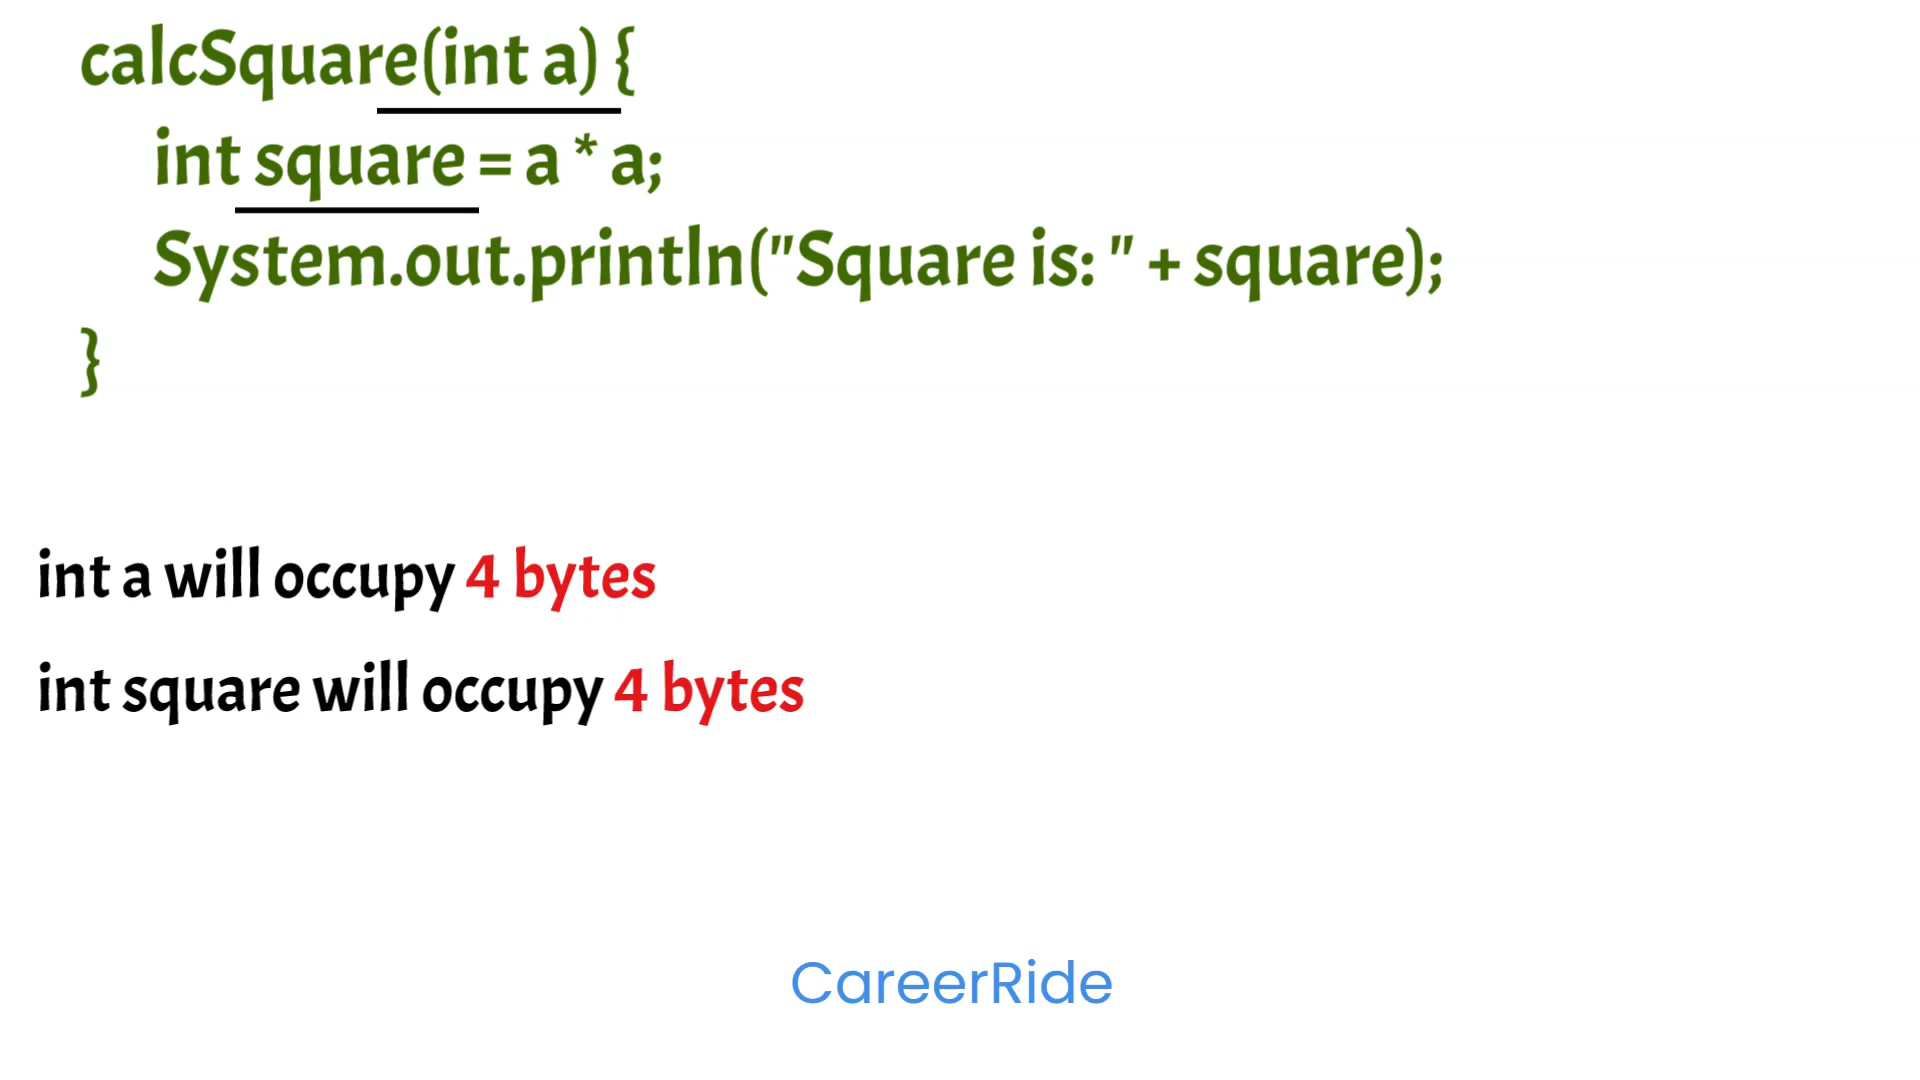 calcSquare(int a) {
int square = a * a;
System.out.println("Square is: " + square);
}
int a will occupy 4 bytes
int square will occupy 4 bytes
CareerRide